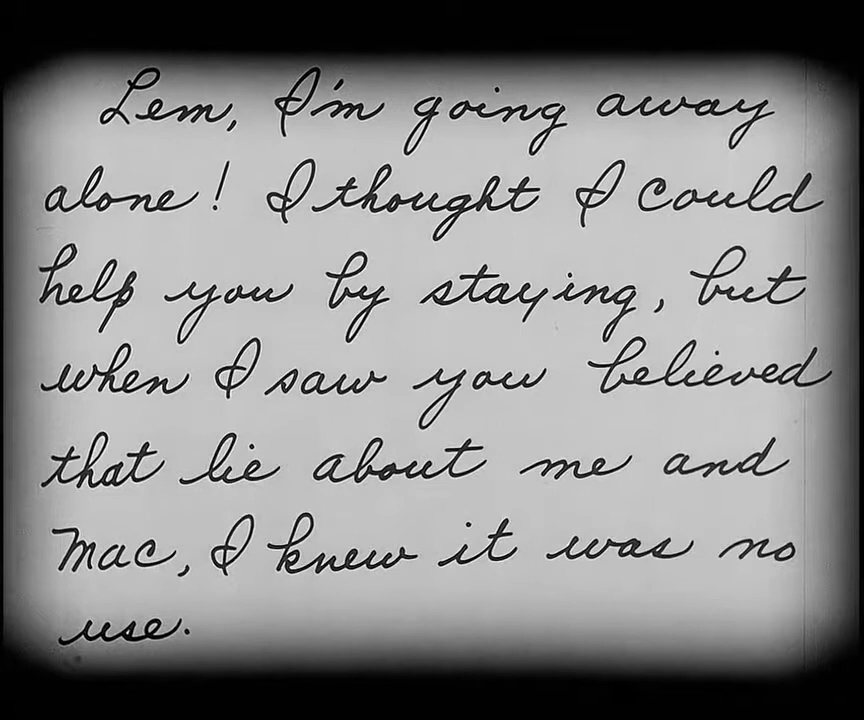 Lem, I'm going away
alone! I thought I could
help you by staying, but
when I saw you believed
that lie about me and
Mac, I knew it was no
use.